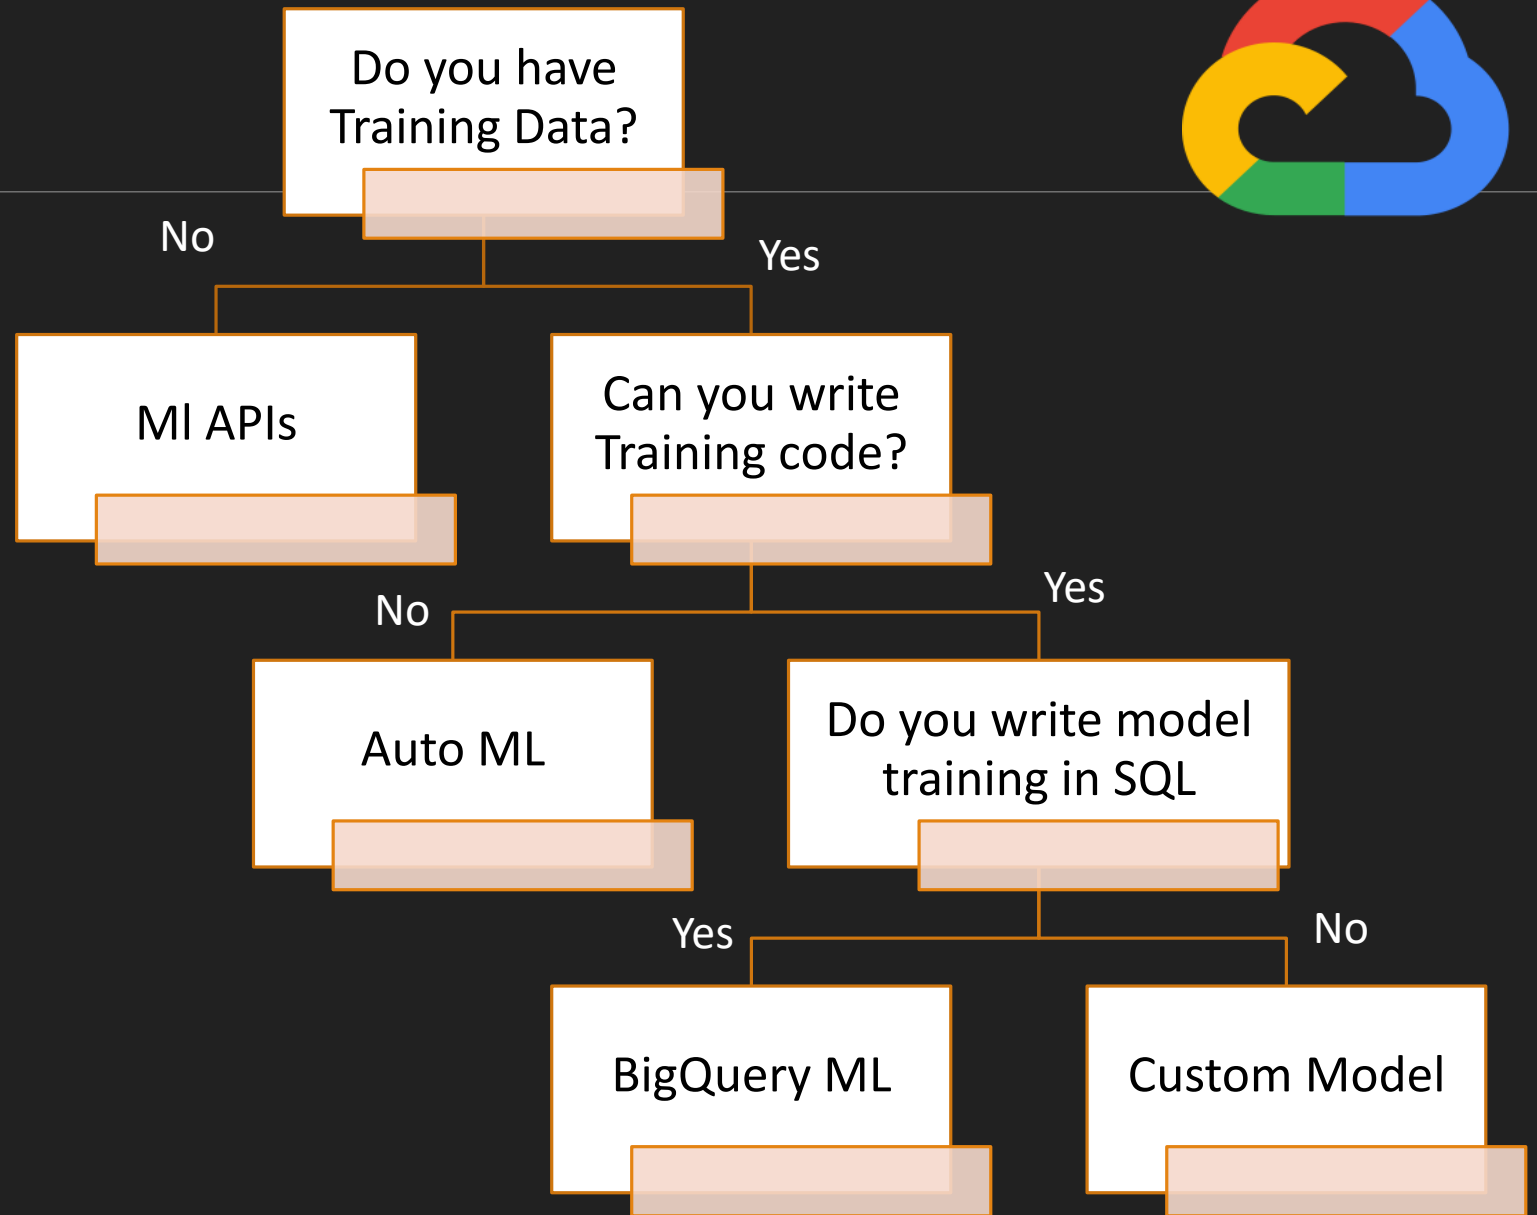 Do you have
Training Data?
No
Yes
Ml APIs
Can you write
Training code?
No
Yes
Auto ML
Do you write model
training in SQL
Yes
No
BigQuery ML
Custom Model